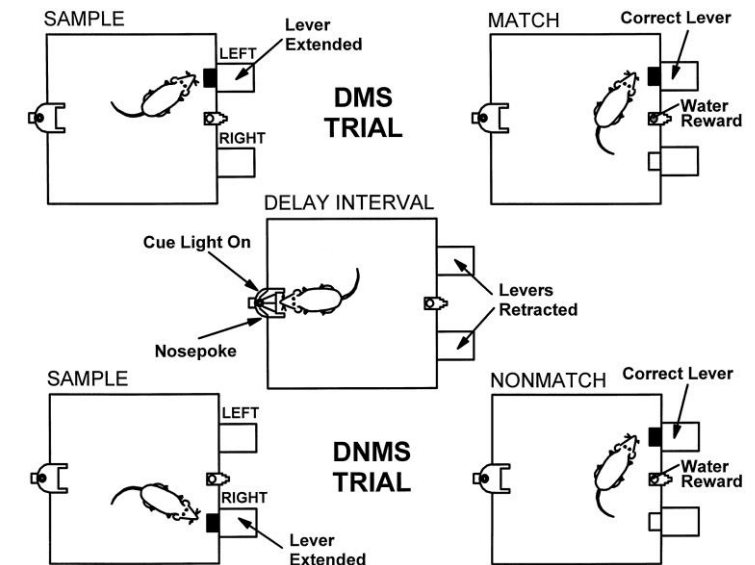 SAMPLE
Lever
Extended
LEFT
RIGHT
DMS
TRIAL
MATCH
Correct Lever
Water
Reward
DELAY INTERVAL
Cue Light On
Nosepoke
Levers
Retracted
SAMPLE
LEFT
RIGHT
Lever
Extended
DNMS
TRIAL
NONMATCH
Correct Lever
Water
Reward